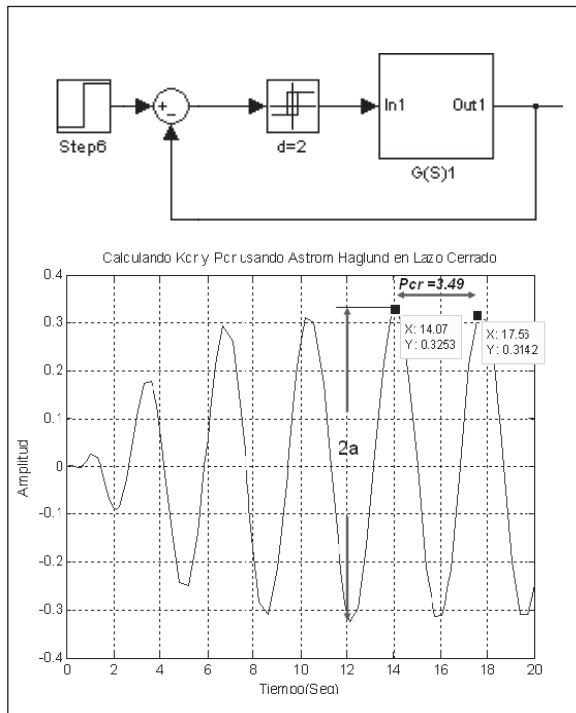 +
−
In1
Out1
Step6
d=2
G(S)1
Calculando Kcr y Pcr usando Astrom Haglund en Lazo Cerrado
Pcr =3.49
X: 14.07
Y: 0.3253
X: 17.56
Y: 0.3142
2a
Amplitud
0.4
0.3
0.2
0.1
0
-0.1
-0.2
-0.3
-0.4
0 2 4 6 8 10 12 14 16 18 20
Tiempo(Seg)